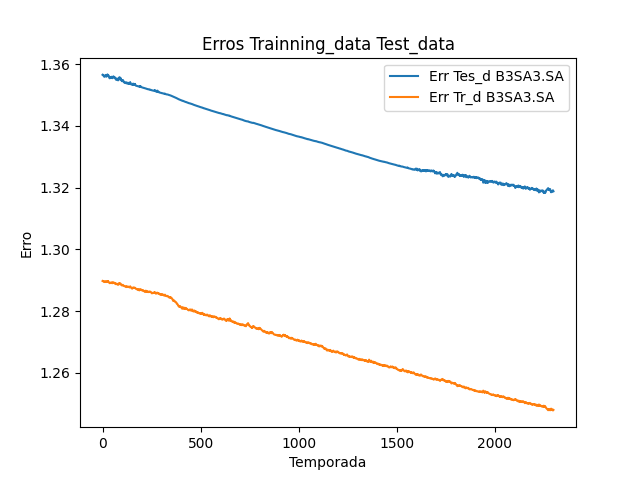 Erros Trainning_data Test_data
Err Tes_d B3SA3.SA
Err Tr_d B3SA3.SA
1.36
1.34
1.32
1.30
1.28
1.26
Erro
0 500 1000 1500 2000
Temporada